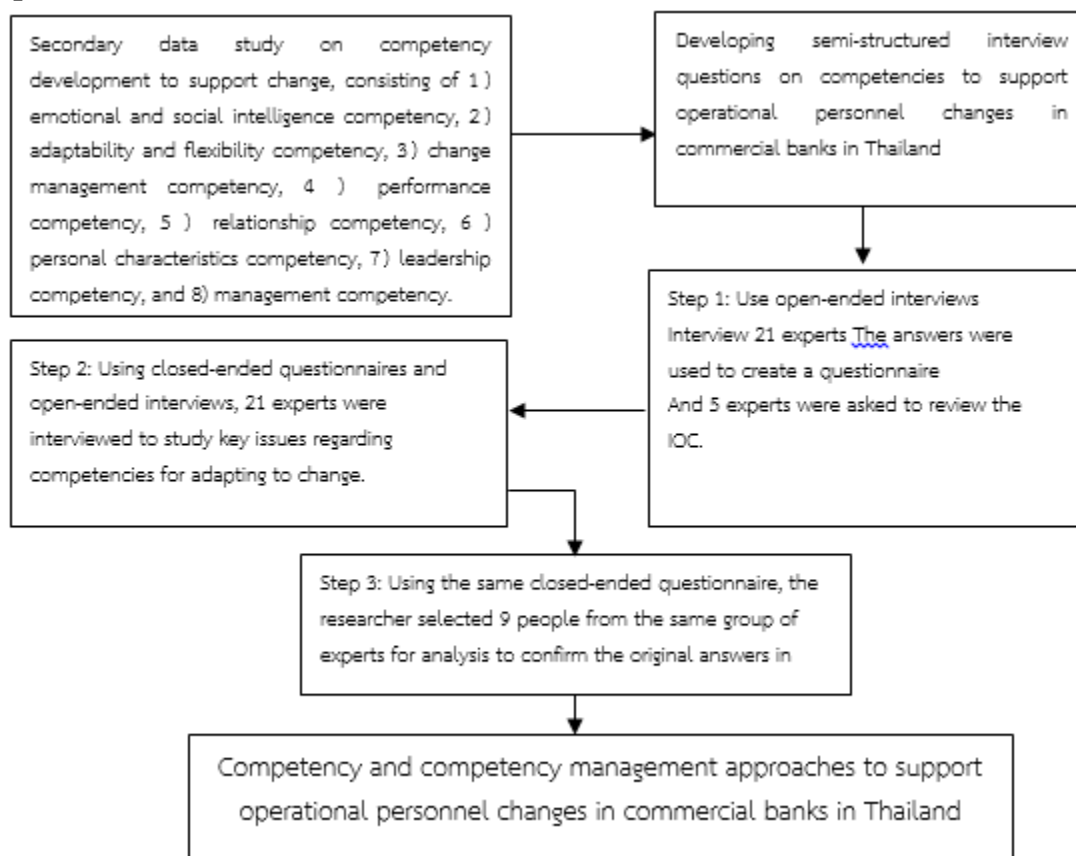 Secondary data study on competency
development to support change, consisting of 1)
emotional and social intelligence competency, 2)
adaptability and flexibility competency, 3) change
management competency, 4 ) performance
competency, 5 ) relationship competency, 6 )
personal characteristics competency, 7) leadership
competency, and 8) management competency.
Developing semi-structured interview
questions on competencies to support
operational personnel changes in
commercial banks in Thailand
Step 1: Use open-ended interviews
Interview 21 experts The answers were
used to create a questionnaire
And 5 experts were asked to review the
IOC.
Step 2: Using closed-ended questionnaires and
open-ended interviews, 21 experts were
interviewed to study key issues regarding
competencies for adapting to change.
Step 3: Using the same closed-ended questionnaire, the
researcher selected 9 people from the same group of
experts for analysis to confirm the original answers in
Competency and competency management approaches to support
operational personnel changes in commercial banks in Thailand